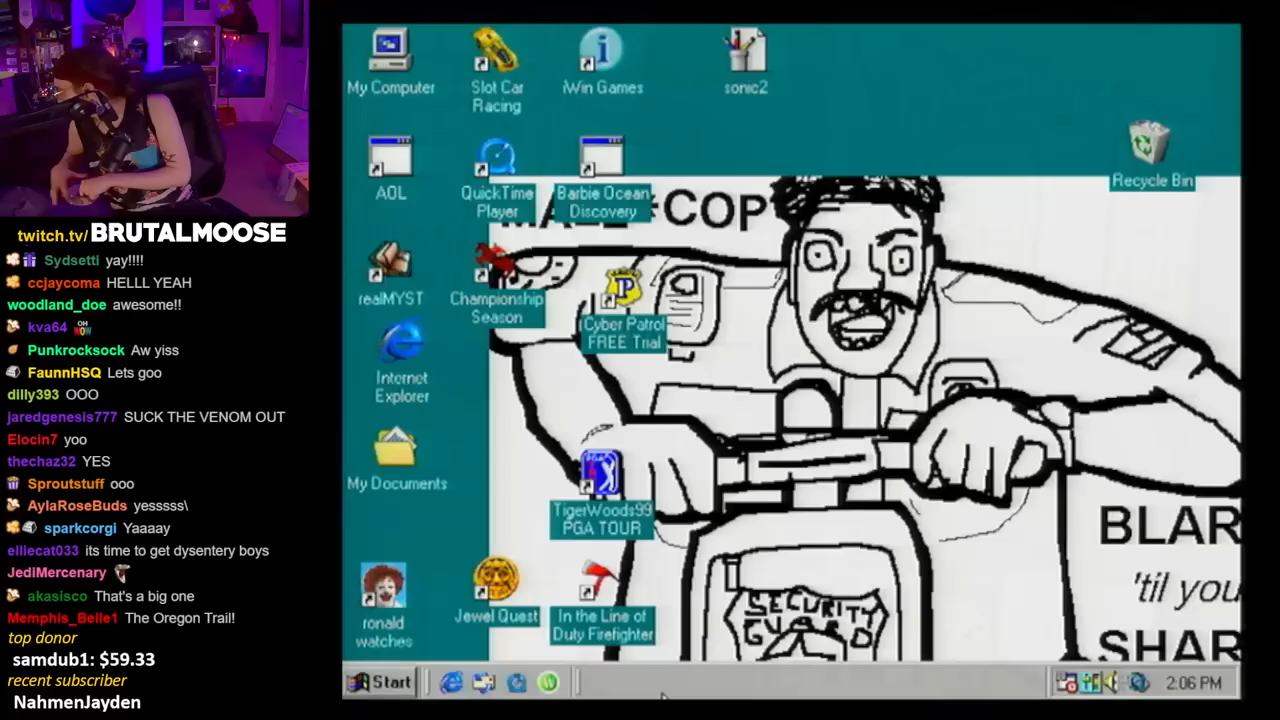 My Computer
Slot Car
Racing
iWin Games
sonic2
AOL
QuickTime
Player
Barbie Ocean
Discovery
Recycle Bin
realMYST
Championship
Season
Cyber Patrol
FREE Trial
Internet
Explorer
My Documents
TigerWoods99
PGA TOUR
ronald
watches
Jewel Quest
In the Line of
Duty Firefighter
BLAR
'til you
SHAR
SECURITY
GUARD
Start
2:06 PM
twitch.tv/BRUTALMOOSE
Sydsetti yay!!!!
ccjaycoma HELLL YEAH
woodland_doe awesome!!
kva64 OH WOW
Punkrocksock Aw yiss
FaunnHSQ Lets goo
dilly393 OOO
jaredgenesis777 SUCK THE VENOM OUT
Elocin7 yoo
thechaz32 YES
Sproutstuff ooo
AylaRoseBuds yessssss\
sparkcorgi Yaaaay
elliecat033 its time to get dysentery boys
JediMercenary
akasisco That's a big one
Memphis_Belle1 The Oregon Trail!
top donor
samdub1: $59.33
recent subscriber
NahmenJayden